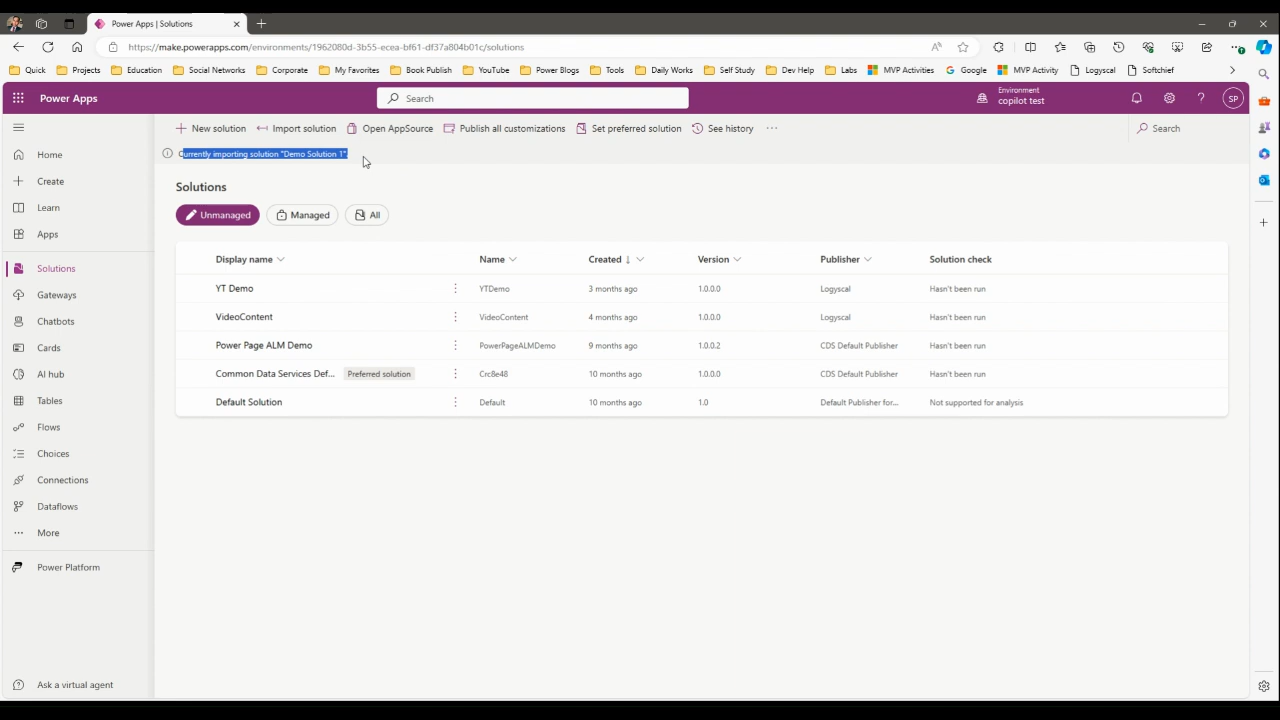 Power Apps | Solutions
https://make.powerapps.com/environments/1962080d-3b55-ecea-bf61-df37a804b01c/solutions
Quick Projects Education Social Networks Corporate My Favorites Book Publish YouTube Power Blogs Tools Daily Works Self Study Dev Help Labs MVP Activities Google MVP Activity Logyscal Softchief
Power Apps
Search
Environment
copilot test
SP
New solution Import solution Open AppSource Publish all customizations Set preferred solution See history Search
Currently importing solution "Demo Solution 1".
Home
Create
Learn
Apps
Solutions
Gateways
Chatbots
Cards
AI hub
Tables
Flows
Choices
Connections
Dataflows
More
Power Platform
Ask a virtual agent
Solutions
Unmanaged Managed All
Display name Name Created Version Publisher Solution check
YT Demo YTDemo 3 months ago 1.0.0.0 Logyscal Hasn't been run
VideoContent VideoContent 4 months ago 1.0.0.0 Logyscal Hasn't been run
Power Page ALM Demo PowerPageALMDemo 9 months ago 1.0.0.2 CDS Default Publisher Hasn't been run
Common Data Services Def... Preferred solution Crc8e48 10 months ago 1.0.0.0 CDS Default Publisher Hasn't been run
Default Solution Default 10 months ago 1.0 Default Publisher for... Not supported for analysis